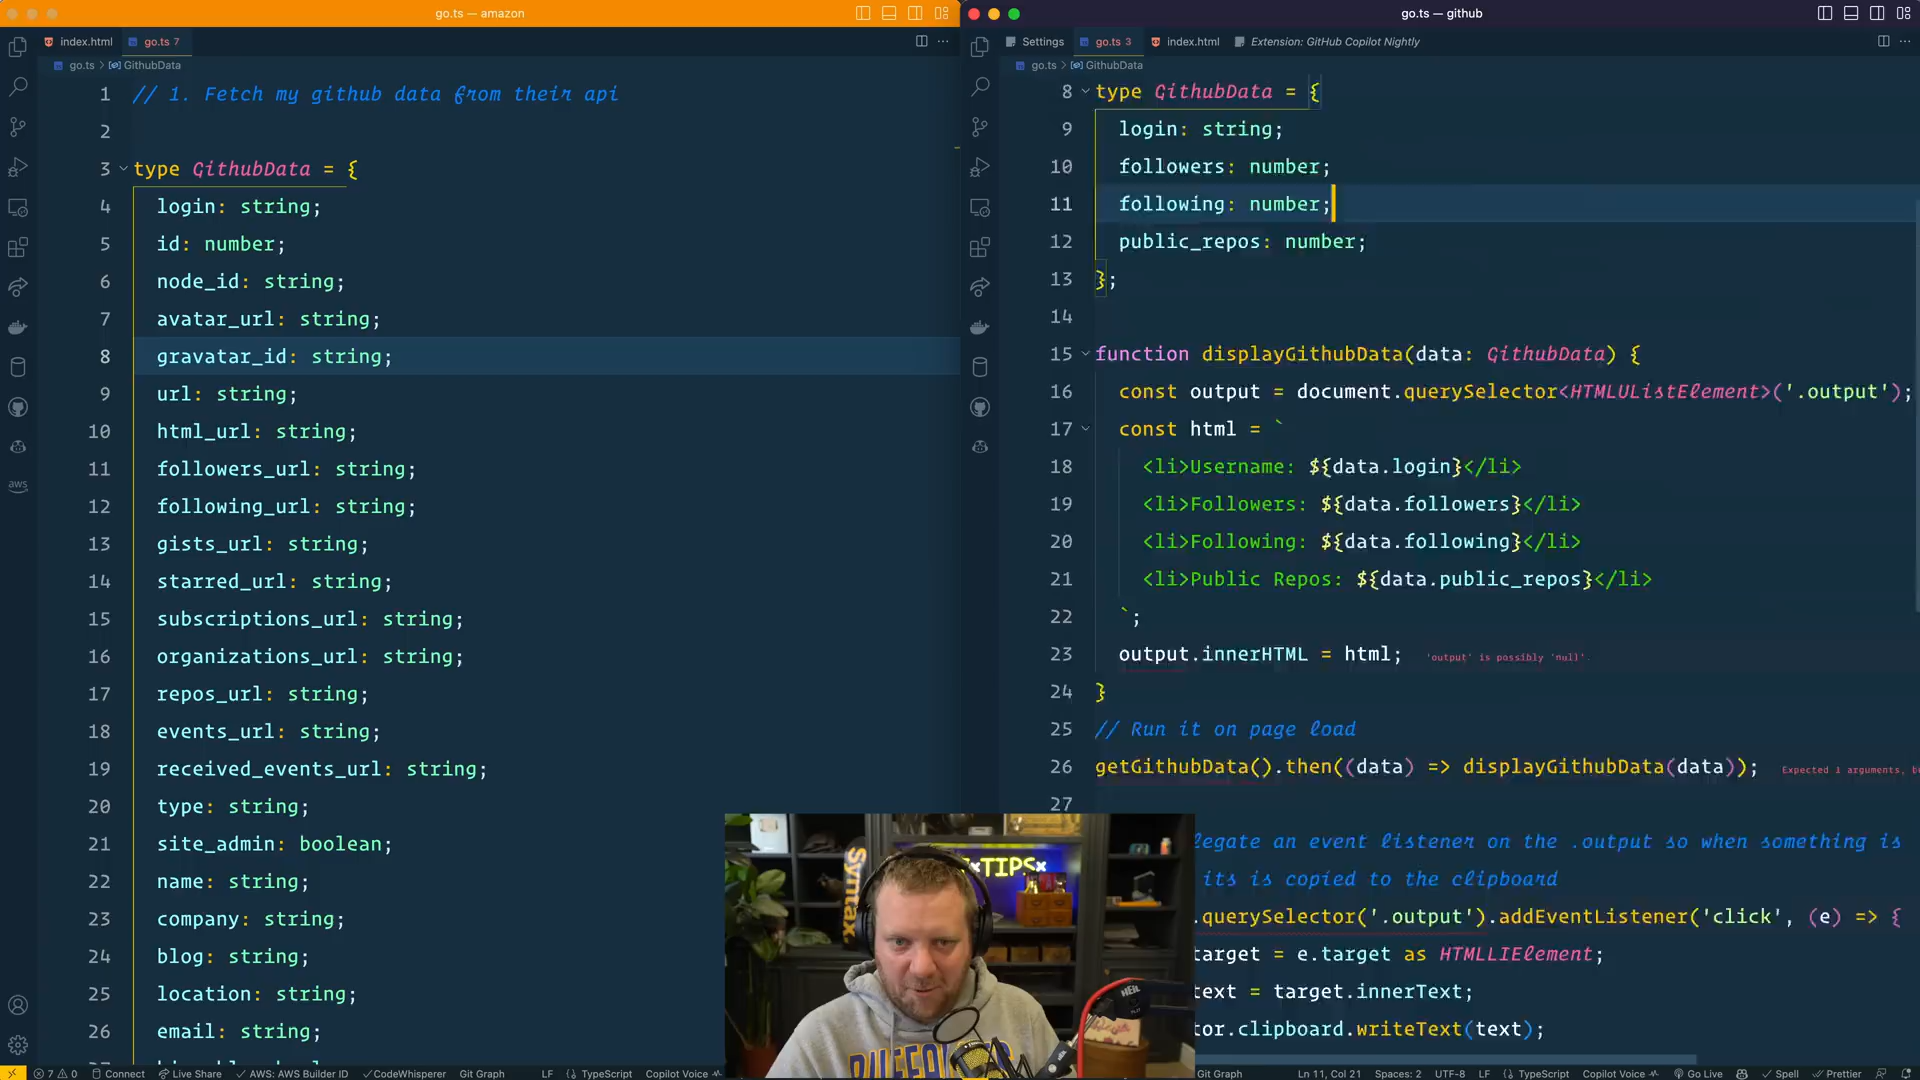 go.ts — amazon
index.html
go.ts 7
go.ts > GithubData
1 // 1. Fetch my github data from their api
2
3 type GithubData = {
4 login: string;
5 id: number;
6 node_id: string;
7 avatar_url: string;
8 gravatar_id: string;
9 url: string;
10 html_url: string;
11 followers_url: string;
12 following_url: string;
13 gists_url: string;
14 starred_url: string;
15 subscriptions_url: string;
16 organizations_url: string;
17 repos_url: string;
18 events_url: string;
19 received_events_url: string;
20 type: string;
21 site_admin: boolean;
22 name: string;
23 company: string;
24 blog: string;
25 location: string;
26 email: string;
aws
7 0 Connect Live Share AWS: AWS Builder ID CodeWhisperer Git Graph LF TypeScript Copilot Voice
go.ts — github
Settings go.ts 3 index.html Extension: GitHub Copilot Nightly
go.ts > GithubData
8 type GithubData = {
9 login: string;
10 followers: number;
11 following: number;
12 public_repos: number;
13 };
14
15 function displayGithubData(data: GithubData) {
16 const output = document.querySelector<HTMLUListElement>('.output');
17 const html = `
18 <li>Username: ${data.login}</li>
19 <li>Followers: ${data.followers}</li>
20 <li>Following: ${data.following}</li>
21 <li>Public Repos: ${data.public_repos}</li>
22 `;
23 output.innerHTML = html; 'output' is possibly 'null'.
24 }
25 // Run it on page load
26 getGithubData().then((data) => displayGithubData(data)); Expected 1 arguments, b
27
legate an event listener on the .output so when something is
its is copied to the clipboard
.querySelector('.output').addEventListener('click', (e) => {
target = e.target as HTMLLIElement;
text = target.innerText;
tor.clipboard.writeText(text);
Git Graph Ln 11, Col 21 Spaces: 2 UTF-8 LF TypeScript Copilot Voice Go Live Spell Prettier
Syntax.
TIPS
HEIL